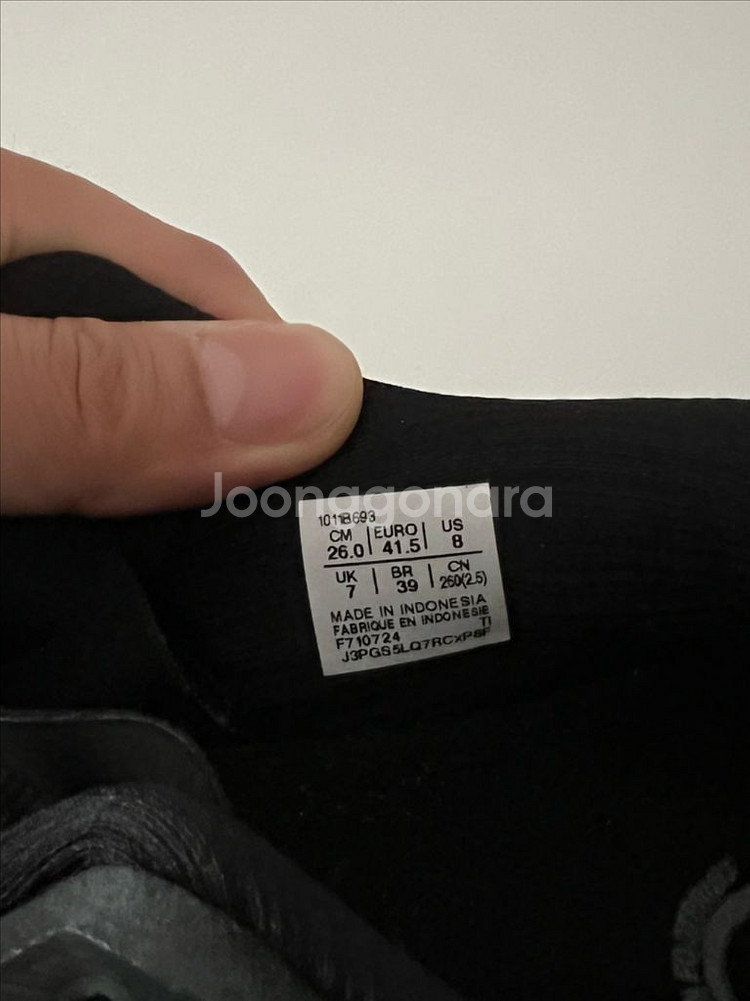 Joonggonara
1011B693
CM EURO US
26.0 41.5 8
UK BR CN
7 39 260(2.5)
MADE IN INDONESIA
FABRIQUE EN INDONESIE
TI
F710724